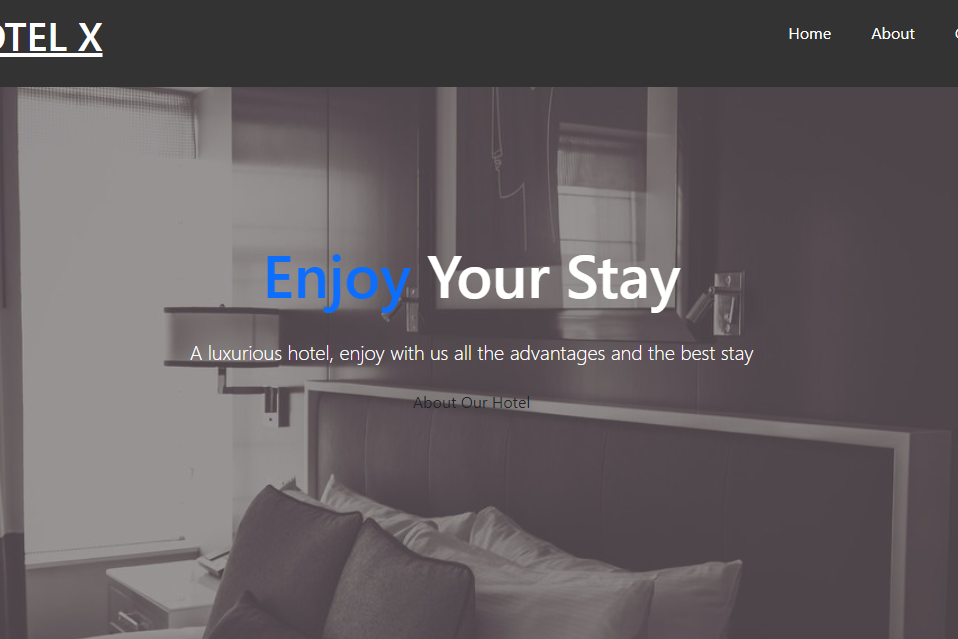 OTEL X
Home About
Enjoy Your Stay
A luxurious hotel, enjoy with us all the advantages and the best stay
About Our Hotel